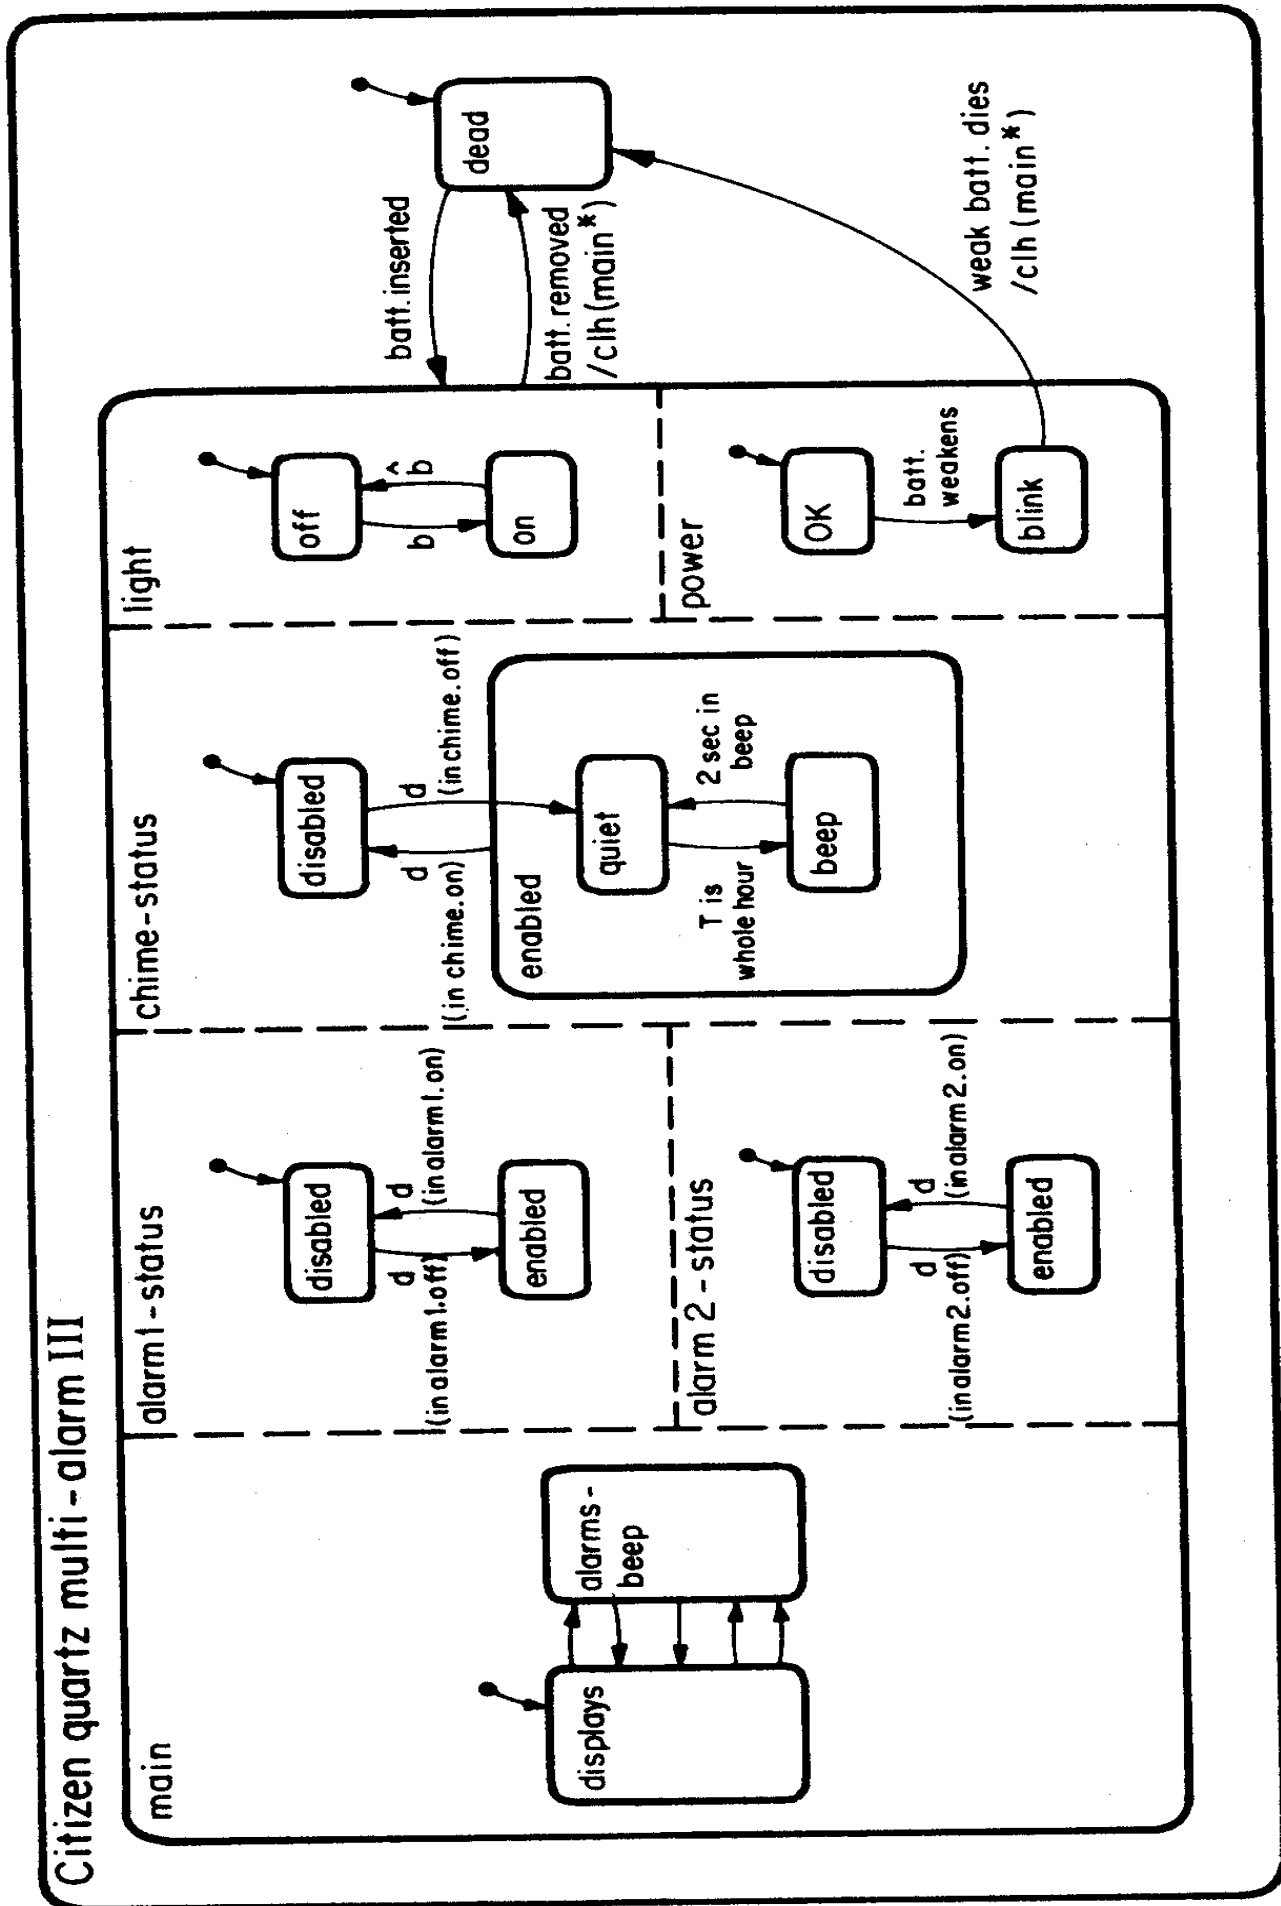 Citizen quartz multi-alarm III
main
displays
alarms-
beep
alarm1-status
disabled
d
(in alarm1.off)
d
(in alarm1.on)
enabled
alarm 2-status
disabled
d
(in alarm2.off)
d
(in alarm2.on)
enabled
chime-status
disabled
d
(in chime.on)
d
(in chime.off)
enabled
quiet
T is
whole hour
2 sec in
beep
beep
light
off
b
b̂
on
power
OK
batt.
weakens
blink
batt.inserted
batt.removed
/clh(main*)
dead
weak batt. dies
/clh(main*)